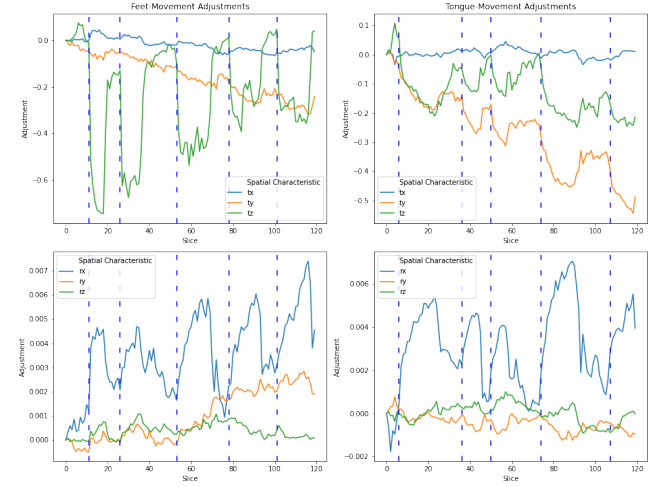 Feet-Movement Adjustments
Adjustment
0.0
−0.2
−0.4
−0.6
Spatial Characteristic
tx
ty
tz
0 20 40 60 80 100 120
Slice
Tongue-Movement Adjustments
Adjustment
0.1
0.0
−0.1
−0.2
−0.3
−0.4
−0.5
Spatial Characteristic
tx
ty
tz
0 20 40 60 80 100 120
Slice
Adjustment
0.007
0.006
0.005
0.004
0.003
0.002
0.001
0.000
Spatial Characteristic
rx
ry
rz
0 20 40 60 80 100 120
Slice
Adjustment
0.006
0.004
0.002
0.000
−0.002
Spatial Characteristic
rx
ry
rz
0 20 40 60 80 100 120
Slice